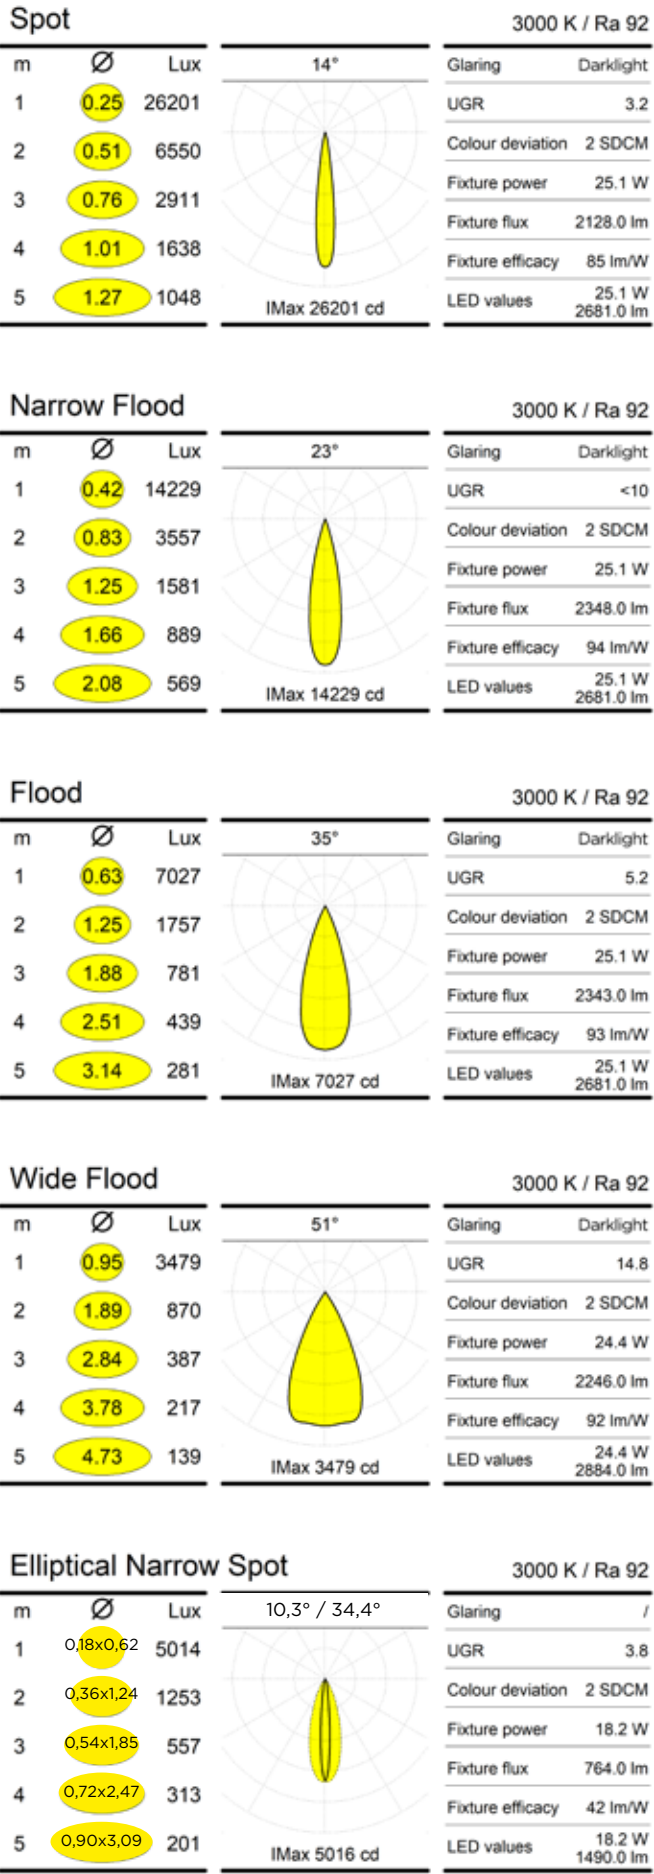 Spot
3000 K / Ra 92
m Ø Lux
1 0.25 26201
2 0.51 6550
3 0.76 2911
4 1.01 1638
5 1.27 1048
14°
IMax 26201 cd
Glaring Darklight
UGR 3.2
Colour deviation 2 SDCM
Fixture power 25.1 W
Fixture flux 2128.0 lm
Fixture efficacy 85 lm/W
LED values 25.1 W
2681.0 lm
Narrow Flood
3000 K / Ra 92
m Ø Lux
1 0.42 14229
2 0.83 3557
3 1.25 1581
4 1.66 889
5 2.08 569
23°
IMax 14229 cd
Glaring Darklight
UGR <10
Colour deviation 2 SDCM
Fixture power 25.1 W
Fixture flux 2348.0 lm
Fixture efficacy 94 lm/W
LED values 25.1 W
2681.0 lm
Flood
3000 K / Ra 92
m Ø Lux
1 0.63 7027
2 1.25 1757
3 1.88 781
4 2.51 439
5 3.14 281
35°
IMax 7027 cd
Glaring Darklight
UGR 5.2
Colour deviation 2 SDCM
Fixture power 25.1 W
Fixture flux 2343.0 lm
Fixture efficacy 93 lm/W
LED values 25.1 W
2681.0 lm
Wide Flood
3000 K / Ra 92
m Ø Lux
1 0.95 3479
2 1.89 870
3 2.84 387
4 3.78 217
5 4.73 139
51°
IMax 3479 cd
Glaring Darklight
UGR 14.8
Colour deviation 2 SDCM
Fixture power 24.4 W
Fixture flux 2246.0 lm
Fixture efficacy 92 lm/W
LED values 24.4 W
2884.0 lm
Elliptical Narrow Spot
3000 K / Ra 92
m Ø Lux
1 0,18x0,62 5014
2 0,36x1,24 1253
3 0,54x1,85 557
4 0,72x2,47 313
5 0,90x3,09 201
10,3° / 34,4°
IMax 5016 cd
Glaring /
UGR 3.8
Colour deviation 2 SDCM
Fixture power 18.2 W
Fixture flux 764.0 lm
Fixture efficacy 42 lm/W
LED values 18.2 W
1490.0 lm